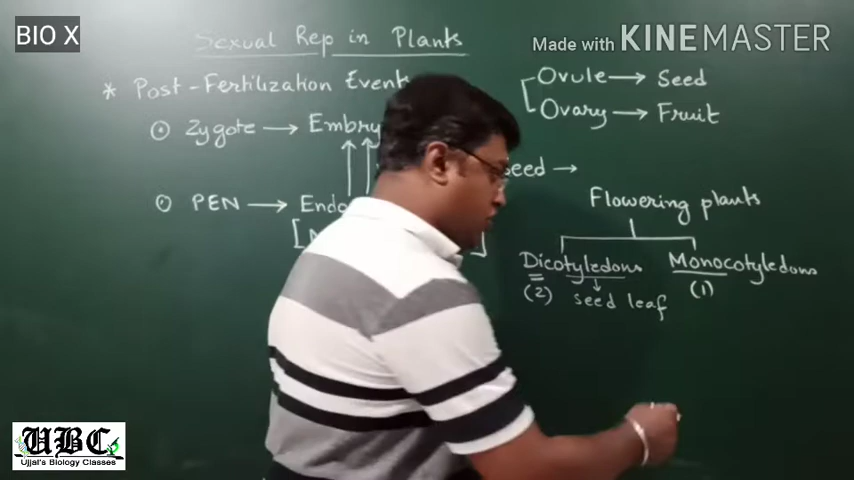 BIO X
Made with KINEMASTER
Sexual Rep in Plants
* Post-Fertilization Events
Zygote → Embry
PEN → Endo
[
]
Ovule → Seed
Ovary → Fruit
seed →
Flowering plants
Dicotyledons Monocotyledons
(2) seed leaf (1)
UBC
Ujjal's Biology Classes